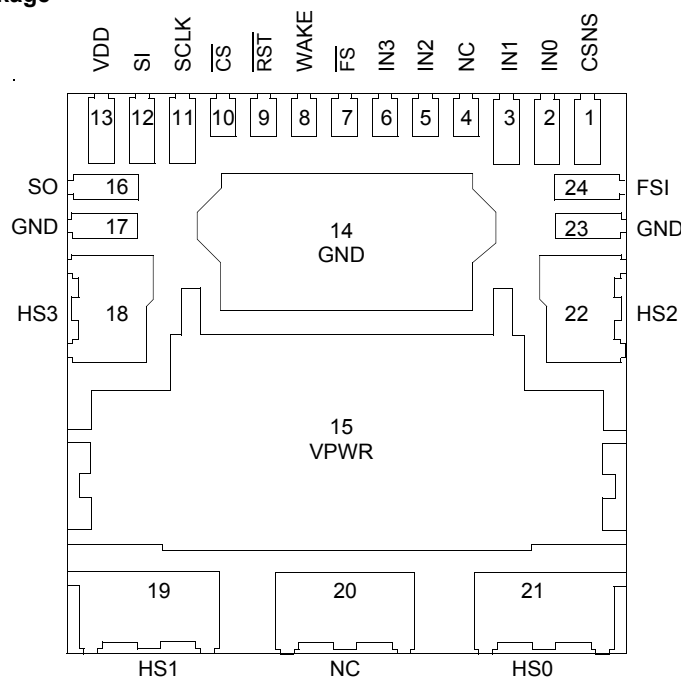 VDD SI SCLK CS RST WAKE FS IN3 IN2 NC IN1 IN0 CSNS
13 12 11 10 9 8 7 6 5 4 3 2 1
SO 16 24 FSI
14
GND
GND 17 23 GND
HS3 18 22 HS2
15
VPWR
19 20 21
HS1 NC HS0